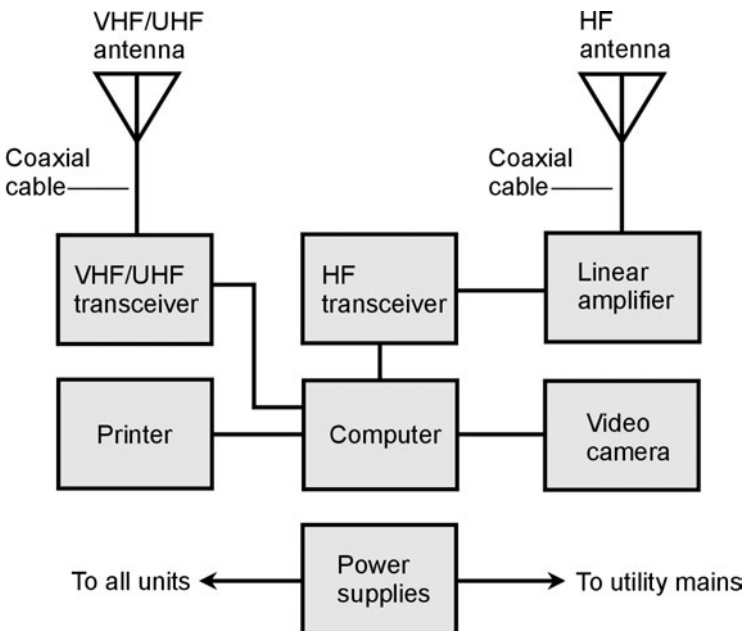 VHF/UHF
antenna
HF
antenna
Coaxial
cable
Coaxial
cable
VHF/UHF
transceiver
HF
transceiver
Linear
amplifier
Printer
Computer
Video
camera
To all units
Power
supplies
To utility mains